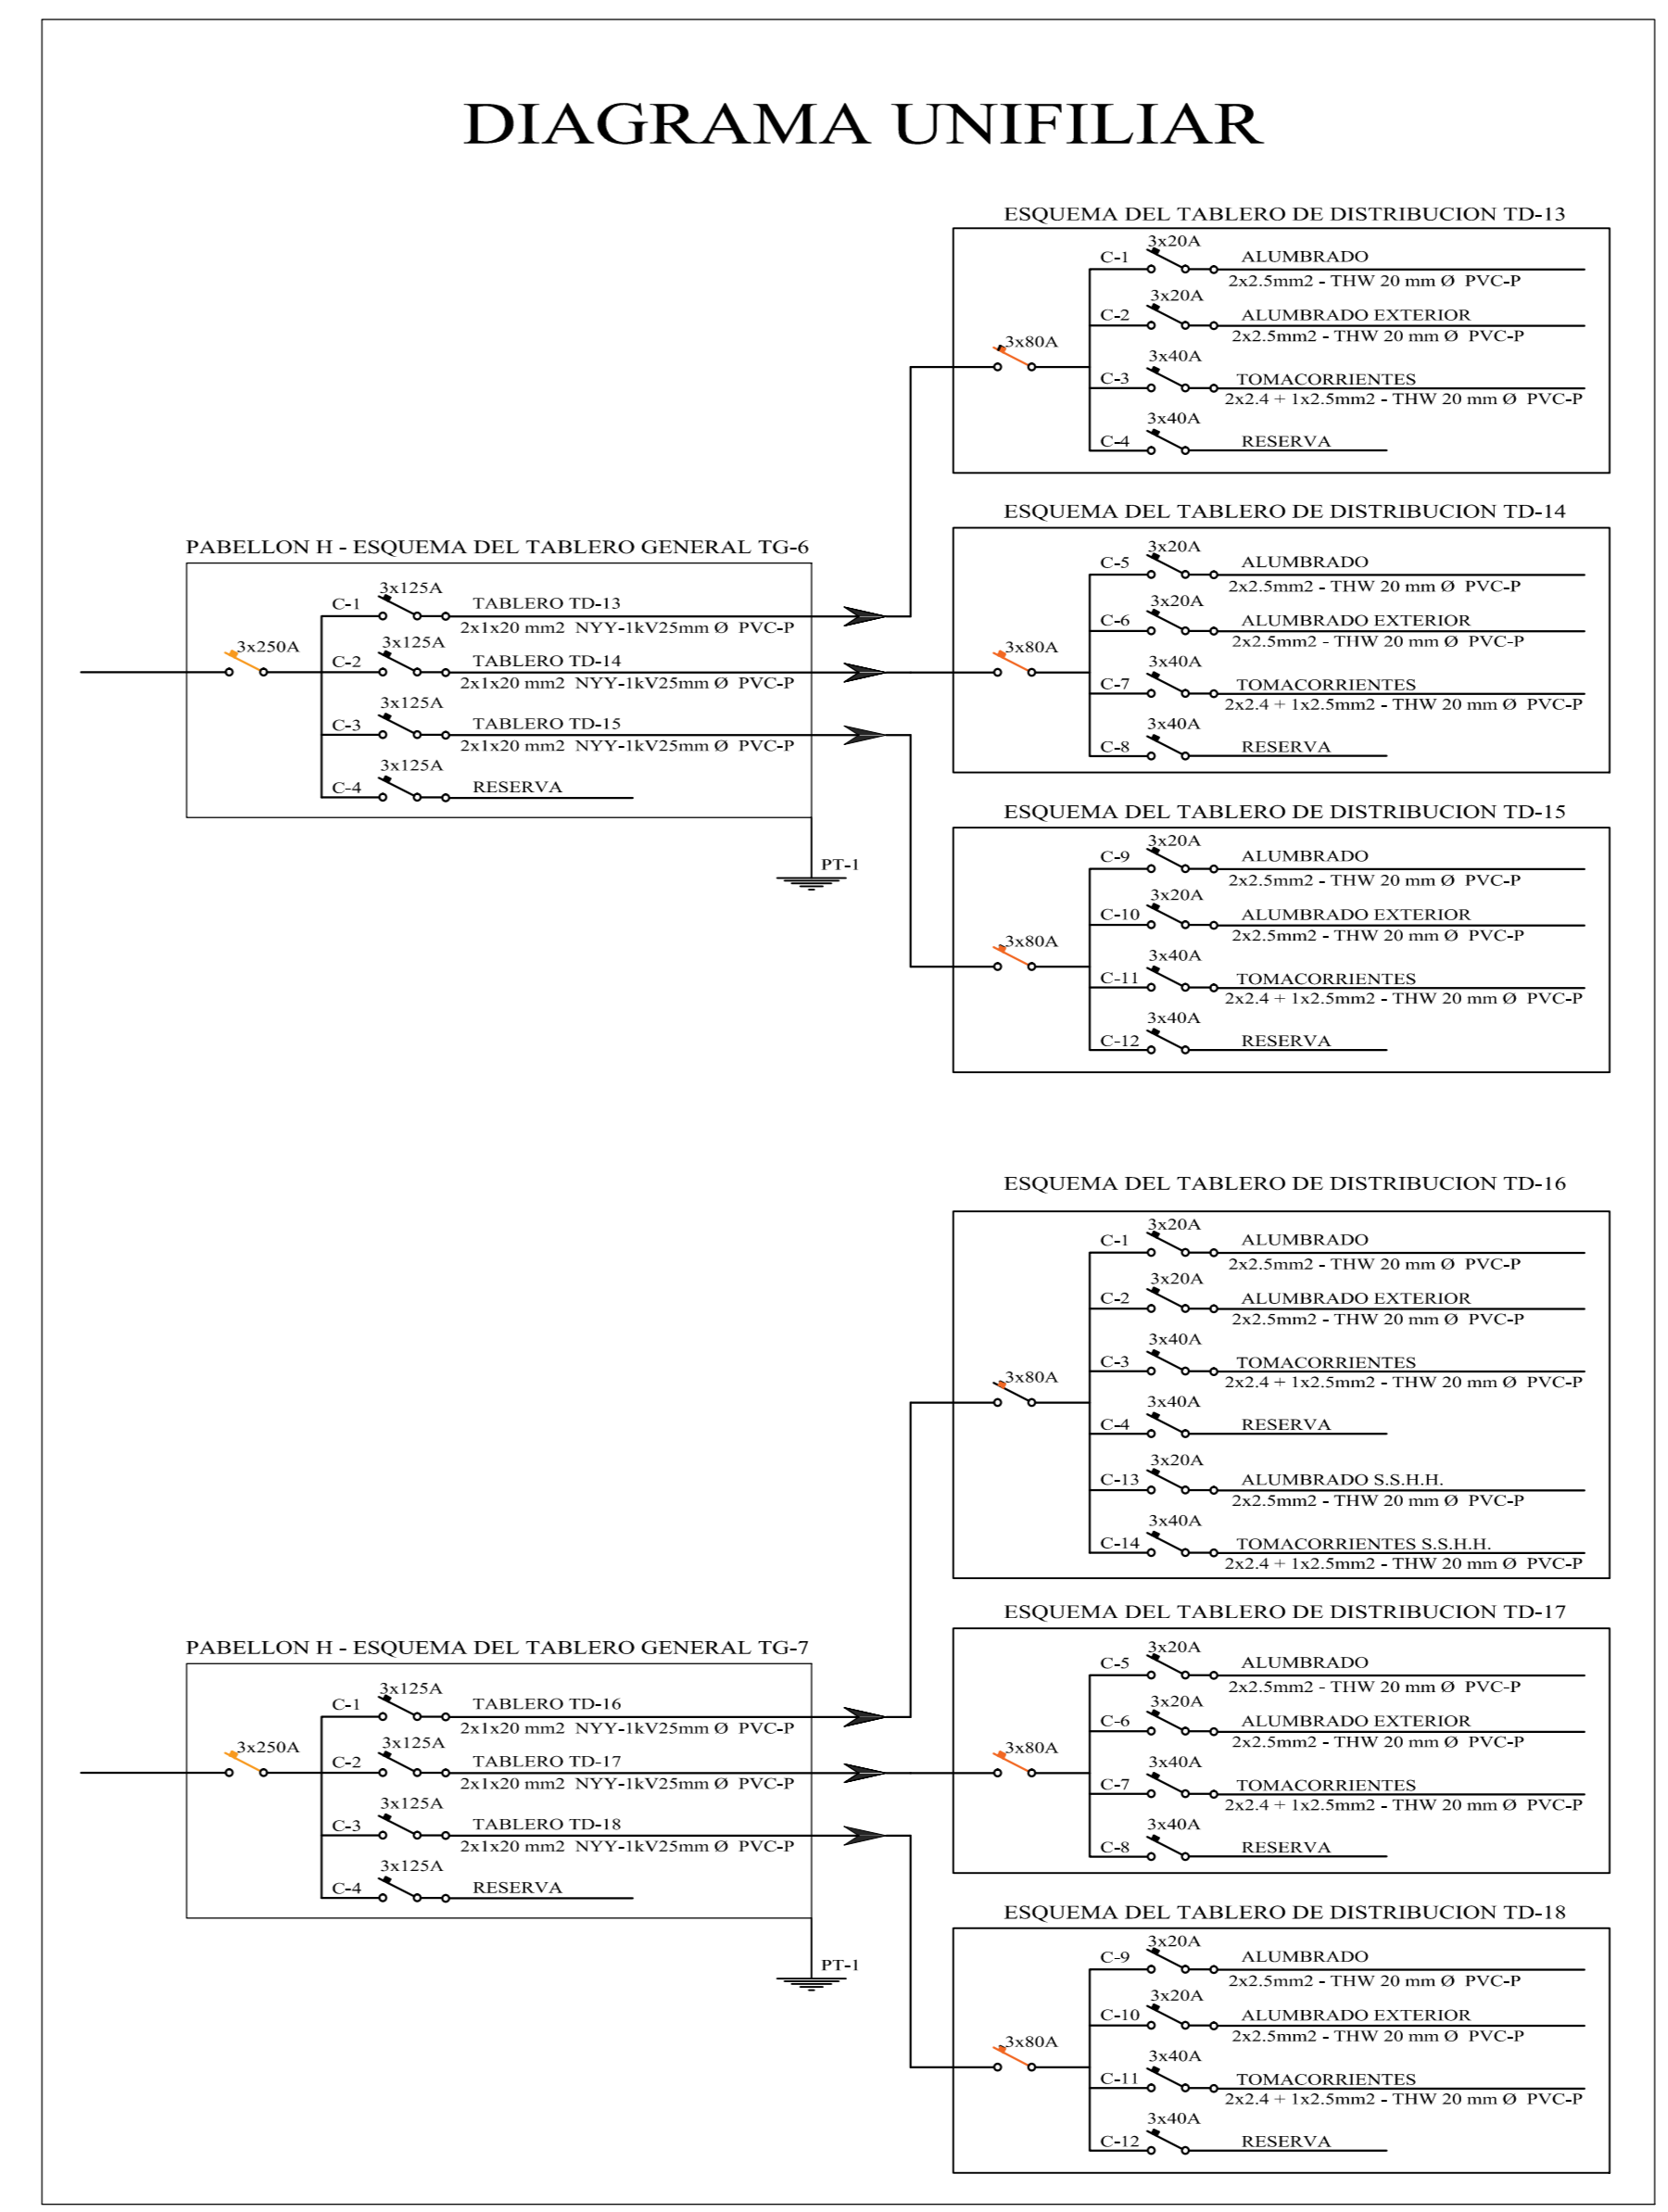 DIAGRAMA UNIFILIAR
ESQUEMA DEL TABLERO DE DISTRIBUCION TD-13
3x80A
3x20A
C-1 ALUMBRADO
2x2.5mm2 - THW 20 mm Ø PVC-P
3x20A
C-2 ALUMBRADO EXTERIOR
2x2.5mm2 - THW 20 mm Ø PVC-P
3x40A
C-3 TOMACORRIENTES
2x2.4 + 1x2.5mm2 - THW 20 mm Ø PVC-P
3x40A
C-4 RESERVA
PABELLON H - ESQUEMA DEL TABLERO GENERAL TG-6
3x250A
3x125A
C-1 TABLERO TD-13
2x1x20 mm2 NYY-1kV25mm Ø PVC-P
3x125A
C-2 TABLERO TD-14
2x1x20 mm2 NYY-1kV25mm Ø PVC-P
3x125A
C-3 TABLERO TD-15
2x1x20 mm2 NYY-1kV25mm Ø PVC-P
3x125A
C-4 RESERVA
PT-1
ESQUEMA DEL TABLERO DE DISTRIBUCION TD-14
3x80A
3x20A
C-5 ALUMBRADO
2x2.5mm2 - THW 20 mm Ø PVC-P
3x20A
C-6 ALUMBRADO EXTERIOR
2x2.5mm2 - THW 20 mm Ø PVC-P
3x40A
C-7 TOMACORRIENTES
2x2.4 + 1x2.5mm2 - THW 20 mm Ø PVC-P
3x40A
C-8 RESERVA
ESQUEMA DEL TABLERO DE DISTRIBUCION TD-15
3x80A
3x20A
C-9 ALUMBRADO
2x2.5mm2 - THW 20 mm Ø PVC-P
3x20A
C-10 ALUMBRADO EXTERIOR
2x2.5mm2 - THW 20 mm Ø PVC-P
3x40A
C-11 TOMACORRIENTES
2x2.4 + 1x2.5mm2 - THW 20 mm Ø PVC-P
3x40A
C-12 RESERVA
ESQUEMA DEL TABLERO DE DISTRIBUCION TD-16
3x80A
3x20A
C-1 ALUMBRADO
2x2.5mm2 - THW 20 mm Ø PVC-P
3x20A
C-2 ALUMBRADO EXTERIOR
2x2.5mm2 - THW 20 mm Ø PVC-P
3x40A
C-3 TOMACORRIENTES
2x2.4 + 1x2.5mm2 - THW 20 mm Ø PVC-P
3x40A
C-4 RESERVA
3x20A
C-13 ALUMBRADO S.S.H.H.
2x2.5mm2 - THW 20 mm Ø PVC-P
3x40A
C-14 TOMACORRIENTES S.S.H.H.
2x2.4 + 1x2.5mm2 - THW 20 mm Ø PVC-P
PABELLON H - ESQUEMA DEL TABLERO GENERAL TG-7
3x250A
3x125A
C-1 TABLERO TD-16
2x1x20 mm2 NYY-1kV25mm Ø PVC-P
3x125A
C-2 TABLERO TD-17
2x1x20 mm2 NYY-1kV25mm Ø PVC-P
3x125A
C-3 TABLERO TD-18
2x1x20 mm2 NYY-1kV25mm Ø PVC-P
3x125A
C-4 RESERVA
PT-1
ESQUEMA DEL TABLERO DE DISTRIBUCION TD-17
3x80A
3x20A
C-5 ALUMBRADO
2x2.5mm2 - THW 20 mm Ø PVC-P
3x20A
C-6 ALUMBRADO EXTERIOR
2x2.5mm2 - THW 20 mm Ø PVC-P
3x40A
C-7 TOMACORRIENTES
2x2.4 + 1x2.5mm2 - THW 20 mm Ø PVC-P
3x40A
C-8 RESERVA
ESQUEMA DEL TABLERO DE DISTRIBUCION TD-18
3x80A
3x20A
C-9 ALUMBRADO
2x2.5mm2 - THW 20 mm Ø PVC-P
3x20A
C-10 ALUMBRADO EXTERIOR
2x2.5mm2 - THW 20 mm Ø PVC-P
3x40A
C-11 TOMACORRIENTES
2x2.4 + 1x2.5mm2 - THW 20 mm Ø PVC-P
3x40A
C-12 RESERVA